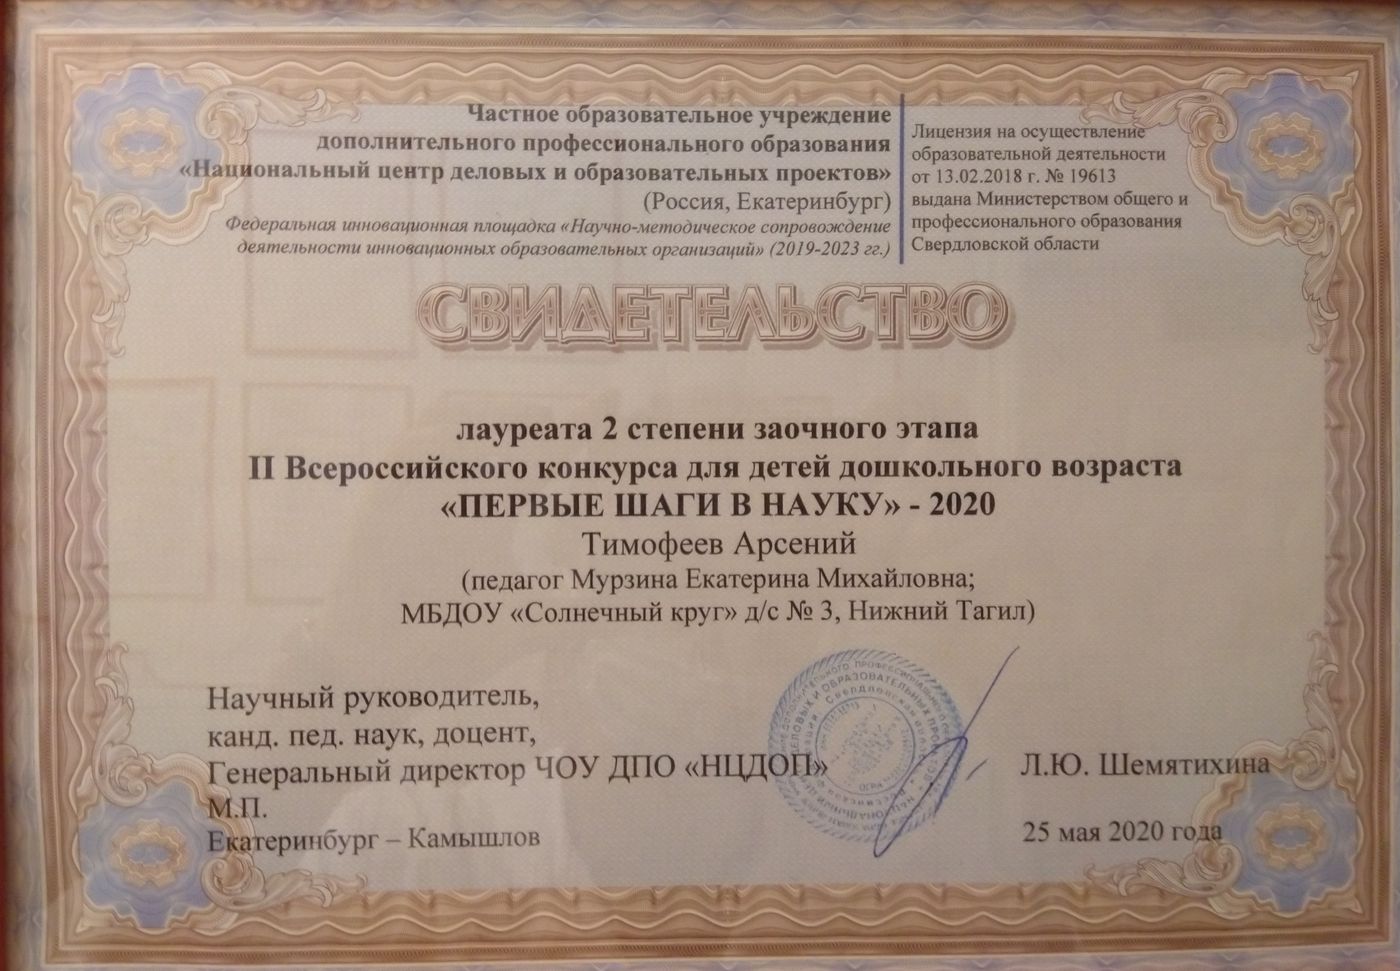 Частное образовательное учреждение
дополнительного профессионального образования
«Национальный центр деловых и образовательных проектов»
(Россия, Екатеринбург)
Федеральная инновационная площадка «Научно-методическое сопровождение
деятельности инновационных образовательных организаций» (2019-2023 гг.)
Лицензия на осуществление
образовательной деятельности
от 13.02.2018 г. № 19613
выдана Министерством общего и
профессионального образования
Свердловской области
СВИДЕТЕЛЬСТВО
лауреата 2 степени заочного этапа
II Всероссийского конкурса для детей дошкольного возраста
«ПЕРВЫЕ ШАГИ В НАУКУ» - 2020
Тимофеев Арсений
(педагог Мурзина Екатерина Михайловна;
МБДОУ «Солнечный круг» д/с № 3, Нижний Тагил)
Научный руководитель,
канд. пед. наук, доцент,
Генеральный директор ЧОУ ДПО «НЦДОП»
Л.Ю. Шемятихина
М.П.
Екатеринбург – Камышлов
25 мая 2020 года